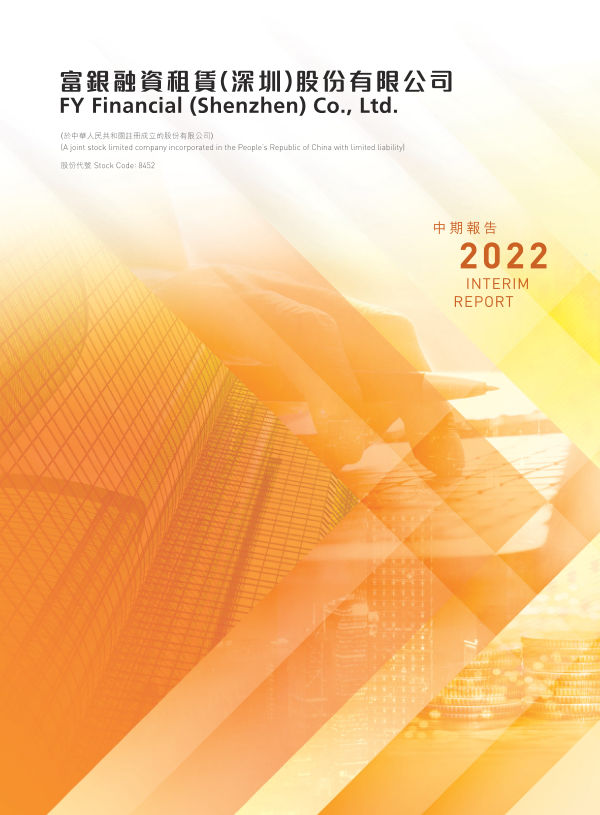 富銀融資租賃(深圳)股份有限公司
FY Financial (Shenzhen) Co., Ltd.
(於中華人民共和國註冊成立的股份有限公司)
(A joint stock limited company incorporated in the People's Republic of China with limited liability)
股份代號 Stock Code: 8452
中期報告
2022
INTERIM
REPORT